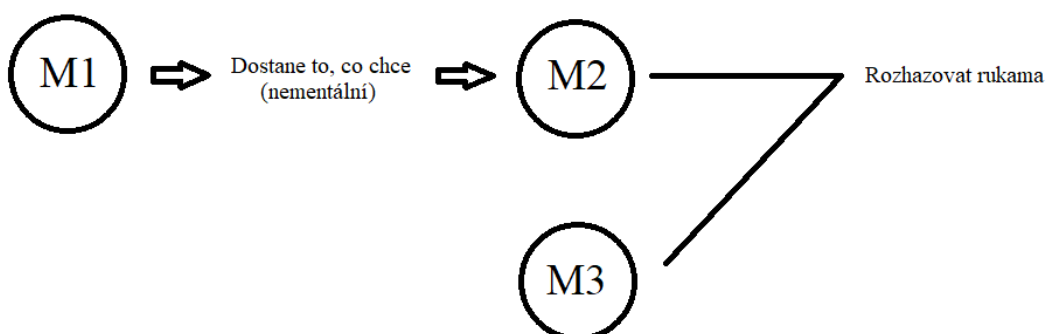 M1
Dostane to, co chce
(nementální)
M2
Rozhazovat rukama
M3